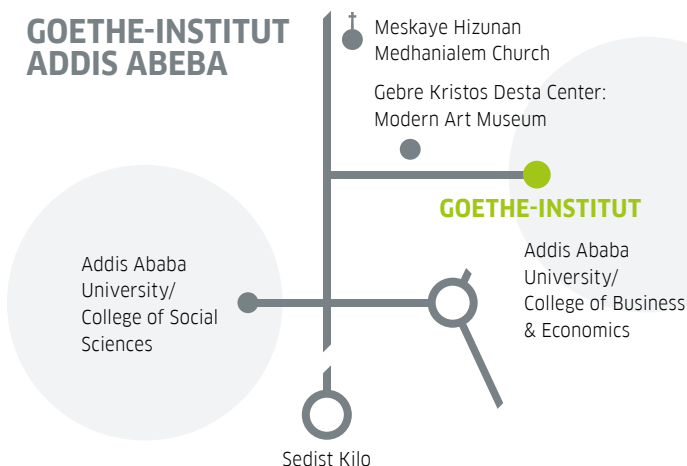 GOETHE-INSTITUT
ADDIS ABEBA
Meskaye Hizunan
Medhanialem Church
Gebre Kristos Desta Center:
Modern Art Museum
GOETHE-INSTITUT
Addis Ababa
University/
College of Business
& Economics
Addis Ababa
University/
College of Social
Sciences
Sedist Kilo